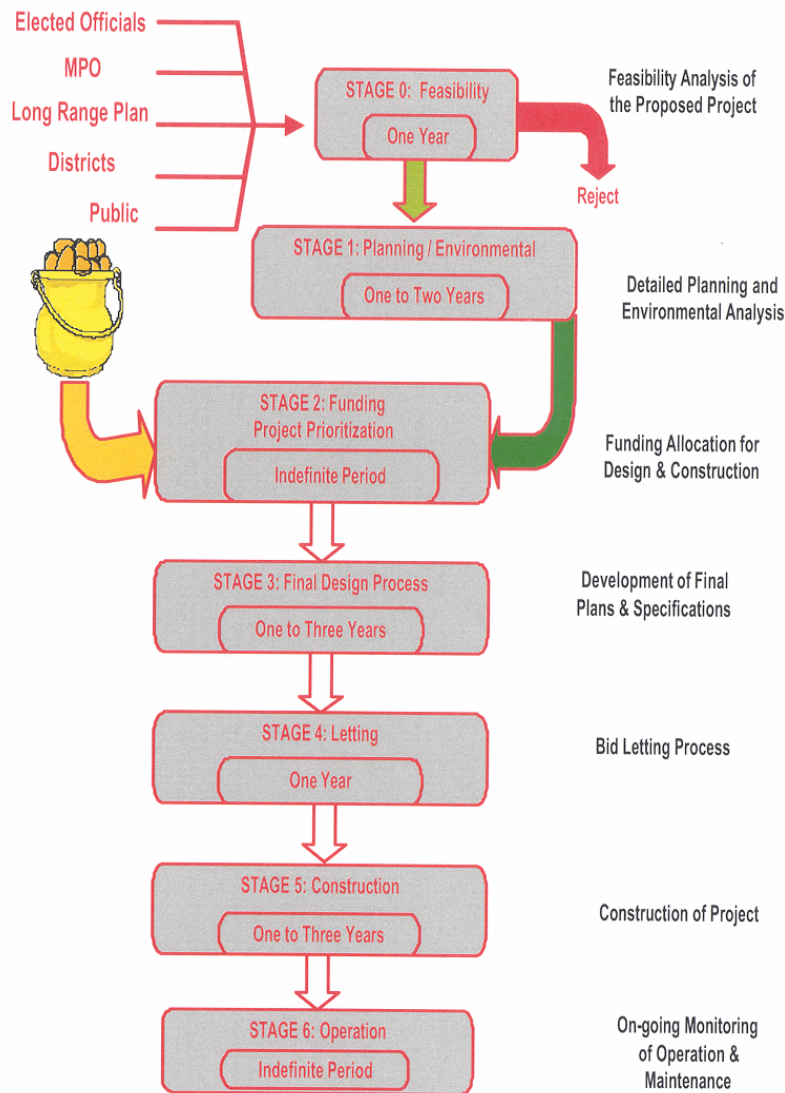 Elected Officials
MPO
Long Range Plan
Districts
Public
STAGE 0: Feasibility
One Year
Feasibility Analysis of
the Proposed Project
Reject
STAGE 1: Planning / Environmental
One to Two Years
Detailed Planning and
Environmental Analysis
STAGE 2: Funding
Project Prioritization
Indefinite Period
Funding Allocation for
Design & Construction
STAGE 3: Final Design Process
One to Three Years
Development of Final
Plans & Specifications
STAGE 4: Letting
One Year
Bid Letting Process
STAGE 5: Construction
One to Three Years
Construction of Project
STAGE 6: Operation
Indefinite Period
On-going Monitoring
of Operation &
Maintenance